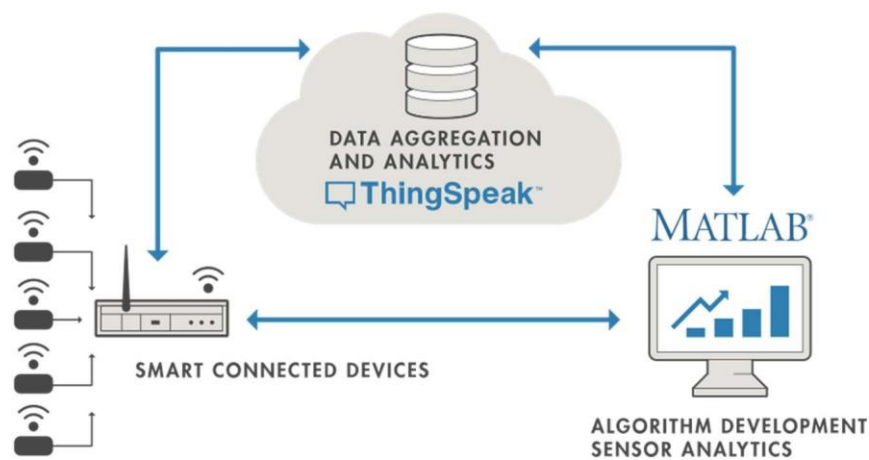 DATA AGGREGATION
AND ANALYTICS
ThingSpeak™
MATLAB®
SMART CONNECTED DEVICES
ALGORITHM DEVELOPMENT
SENSOR ANALYTICS